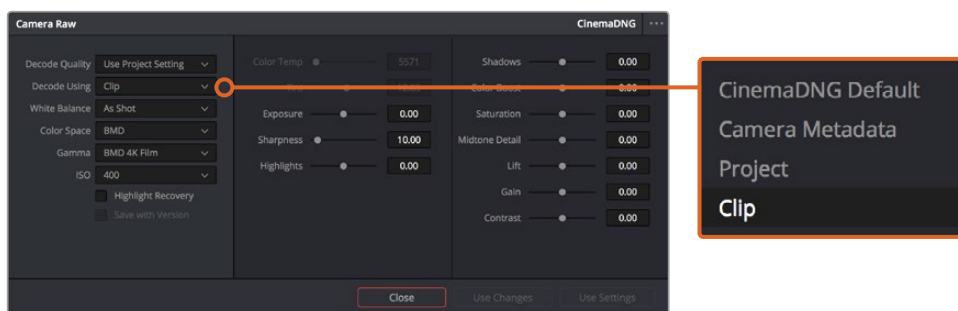 Camera Raw
CinemaDNG
Decode Quality Use Project Setting
Decode Using Clip
White Balance As Shot
Color Space BMD
Gamma BMD 4K Film
ISO 400
Highlight Recovery
Save with Version
Color Temp 5571
Tint 10.00
Exposure 0.00
Sharpness 10.00
Highlights 0.00
Shadows 0.00
Color Boost 0.00
Saturation 0.00
Midtone Detail 0.00
Lift 0.00
Gain 0.00
Contrast 0.00
Close
Use Changes
Use Settings
CinemaDNG Default
Camera Metadata
Project
Clip